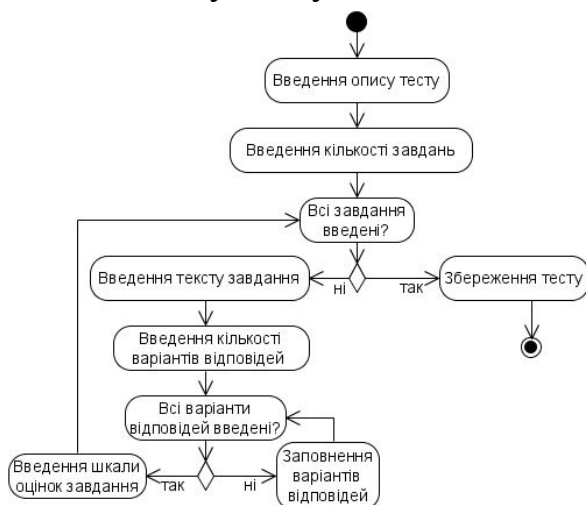 Введення опису тесту
Введення кількості завдань
Всі завдання
введені?
Введення тексту завдання
ні
так
Збереження тесту
Введення кількості
варіантів відповідей
Всі варіанти
відповідей введені?
Введення шкали
оцінок завдання
так
ні
Заповнення
варіантів
відповідей